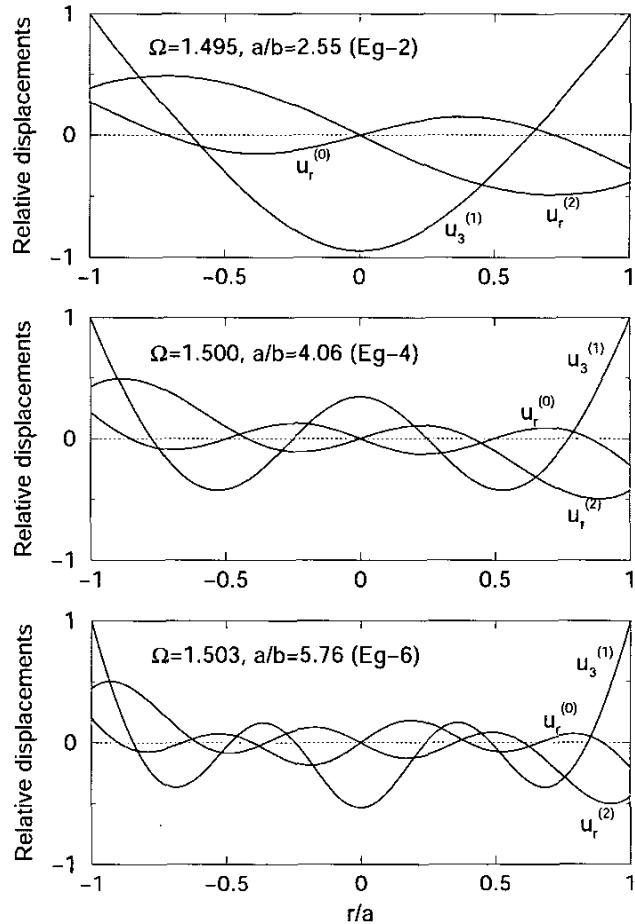 Relative displacements
Ω=1.495, a/b=2.55 (Eg−2)
1
0
−1
u_r^(0)
u_3^(1)
u_r^(2)
−1 −0.5 0 0.5 1
Relative displacements
Ω=1.500, a/b=4.06 (Eg−4)
1
0
−1
u_3^(1)
u_r^(0)
u_r^(2)
−1 −0.5 0 0.5 1
Relative displacements
Ω=1.503, a/b=5.76 (Eg−6)
1
0
−1
u_3^(1)
u_r^(0)
u_r^(2)
−1 −0.5 0 0.5 1
r/a